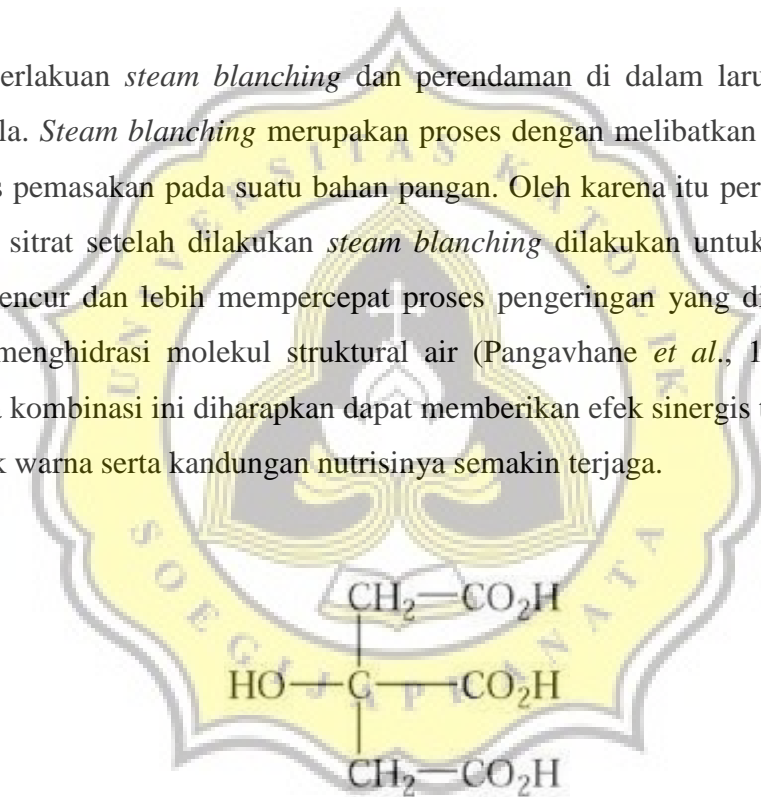 erlakuan steam blanching dan perendaman di dalam laru
la. Steam blanching merupakan proses dengan melibatkan
s pemasakan pada suatu bahan pangan. Oleh karena itu per
sitrat setelah dilakukan steam blanching dilakukan untuk
encur dan lebih mempercepat proses pengeringan yang di
menghidrasi molekul struktural air (Pangavhane et al., 1
kombinasi ini diharapkan dapat memberikan efek sinergis t
k warna serta kandungan nutrisinya semakin terjaga.
UNIVERSITAS KATOLIK
CH₂—CO₂H
HO—C—CO₂H
CH₂—CO₂H
SOEGIJAPRANATA